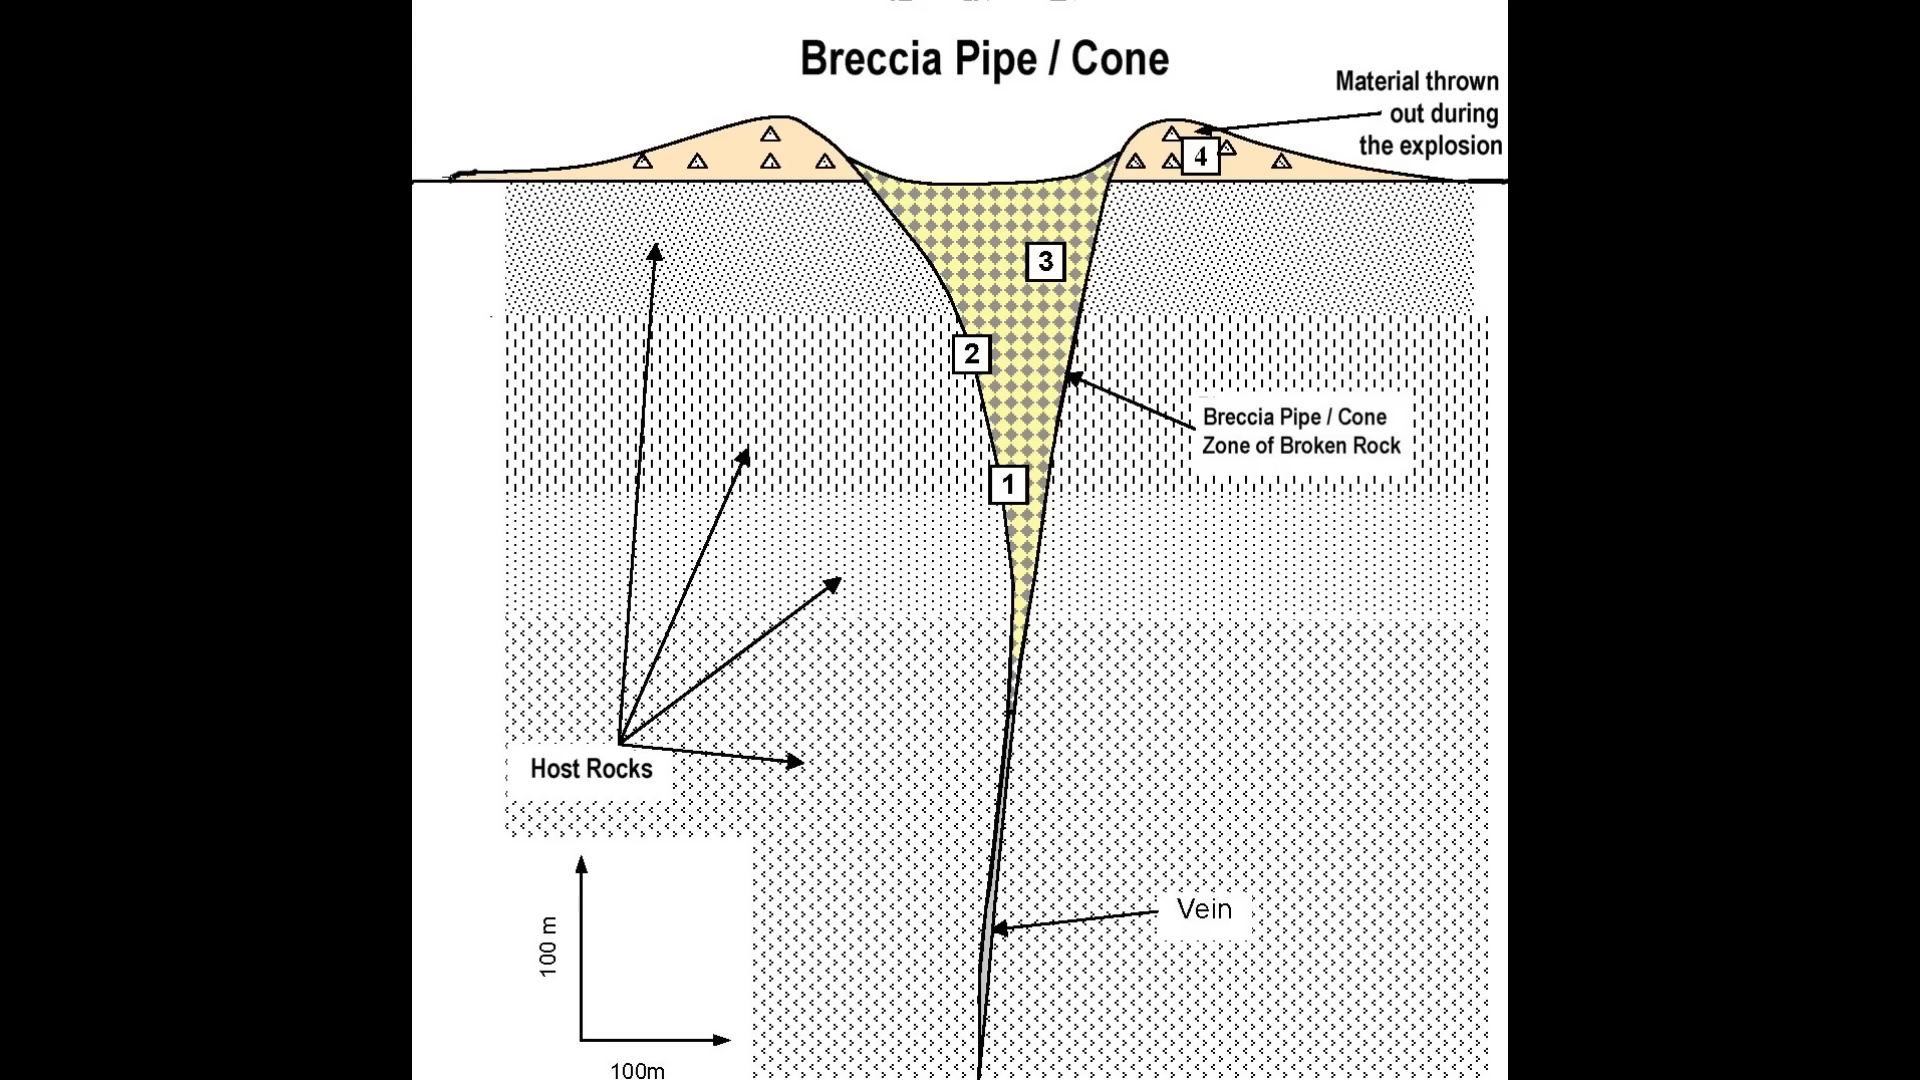 Breccia Pipe / Cone
Material thrown
out during
the explosion
4
3
2
Breccia Pipe / Cone
Zone of Broken Rock
1
Host Rocks
Vein
100 m
100m